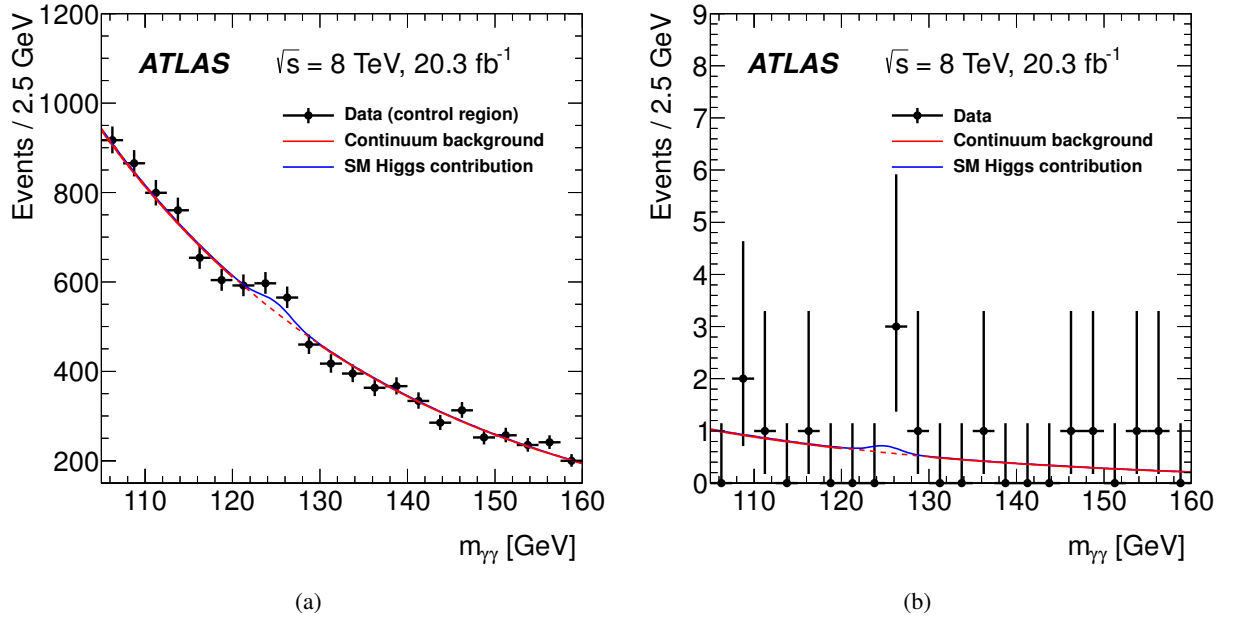 Events / 2.5 GeV
1200
1000
800
600
400
200
ATLAS √s = 8 TeV, 20.3 fb⁻¹
Data (control region)
Continuum background
SM Higgs contribution
110 120 130 140 150 160
mγγ [GeV]
(a)
Events / 2.5 GeV
9
8
7
6
5
4
3
2
1
0
ATLAS √s = 8 TeV, 20.3 fb⁻¹
Data
Continuum background
SM Higgs contribution
110 120 130 140 150 160
mγγ [GeV]
(b)